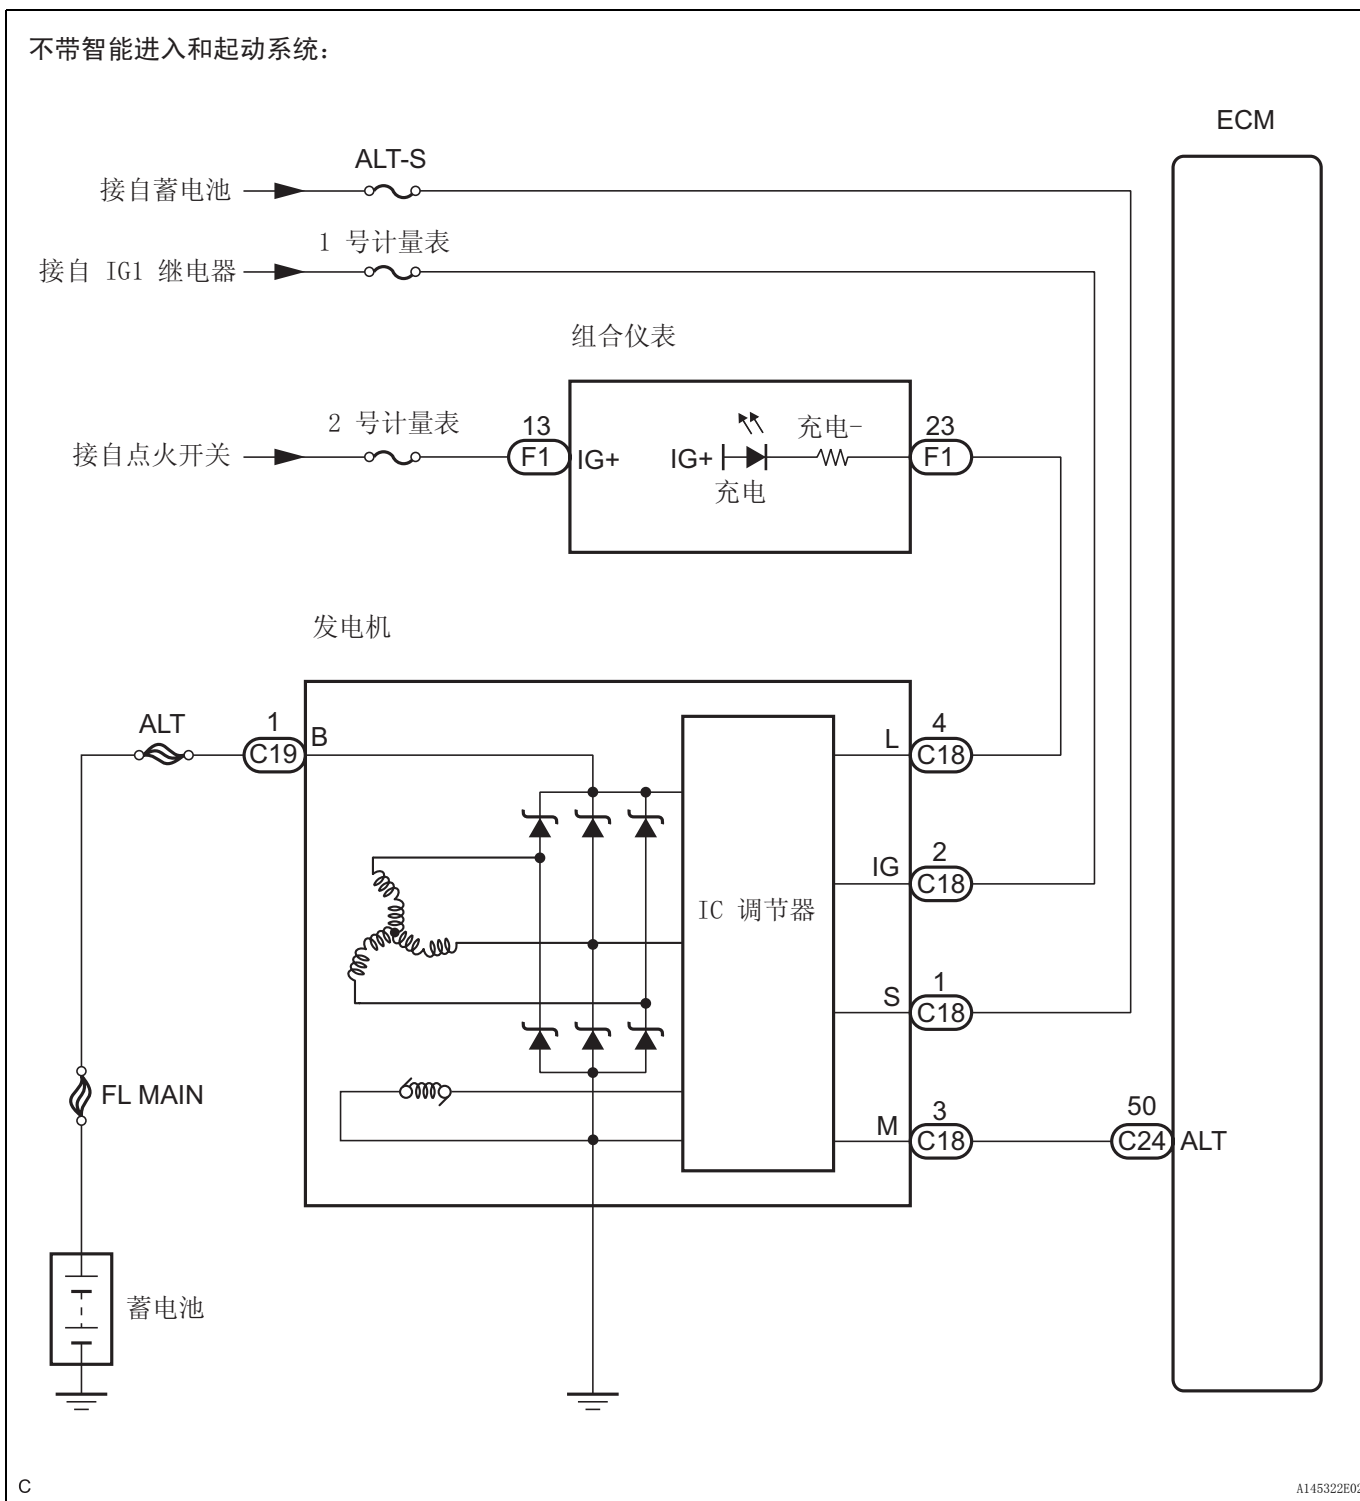 不带智能进入和起动系统：
ECM
ALT-S
接自蓄电池
1 号计量表
接自 IG1 继电器
组合仪表
2 号计量表
13
充电-
23
接自点火开关
F1
IG+
IG+
F1
充电
发电机
ALT
1
B
4
C19
L
C18
2
IG
C18
IC 调节器
1
S
C18
FL MAIN
3
50
M
C18
C24
ALT
蓄电池
C
A145322E02